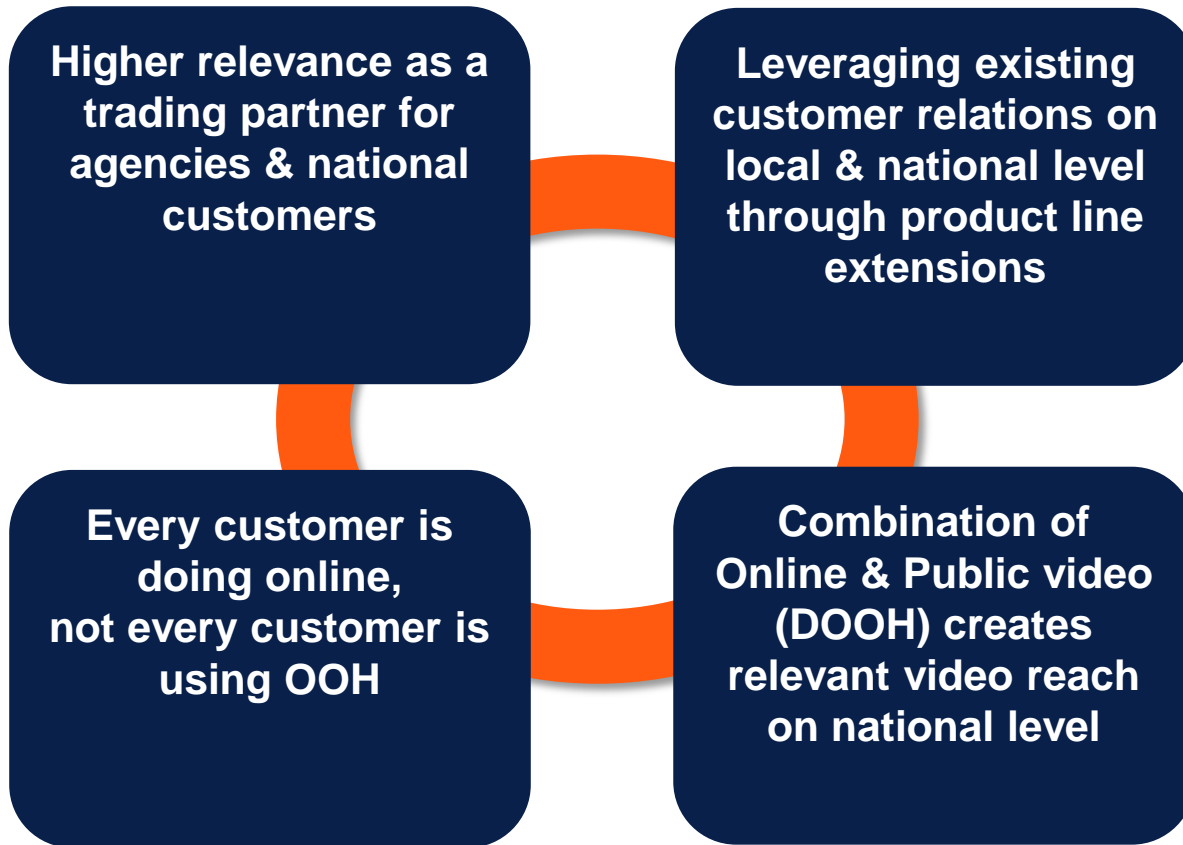 Higher relevance as a
trading partner for
agencies & national
customers
Leveraging existing
customer relations on
local & national level
through product line
extensions
Every customer is
doing online,
not every customer is
using OOH
Combination of
Online & Public video
(DOOH) creates
relevant video reach
on national level